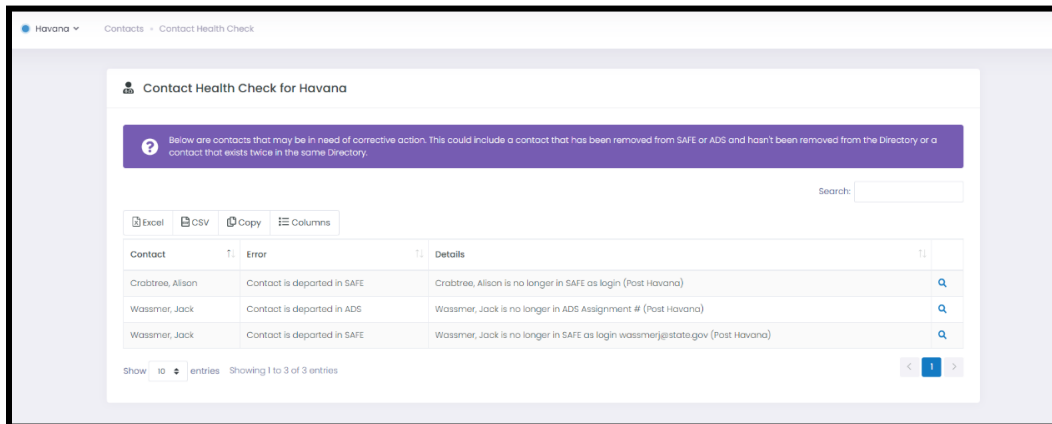 Havana
Contacts • Contact Health Check
Contact Health Check for Havana
Below are contacts that may be in need of corrective action. This could include a contact that has been removed from SAFE or ADS and hasn't been removed from the Directory or a
contact that exists twice in the same Directory.
Search:
Excel CSV Copy Columns
Contact Error Details
Crabtree, Alison Contact is departed in SAFE Crabtree, Alison is no longer in SAFE as login (Post Havana)
Wassmer, Jack Contact is departed in ADS Wassmer, Jack is no longer in ADS Assignment # (Post Havana)
Wassmer, Jack Contact is departed in SAFE Wassmer, Jack is no longer in SAFE as login wassmerj@state.gov (Post Havana)
Show 10 entries Showing 1 to 3 of 3 entries
< 1 >